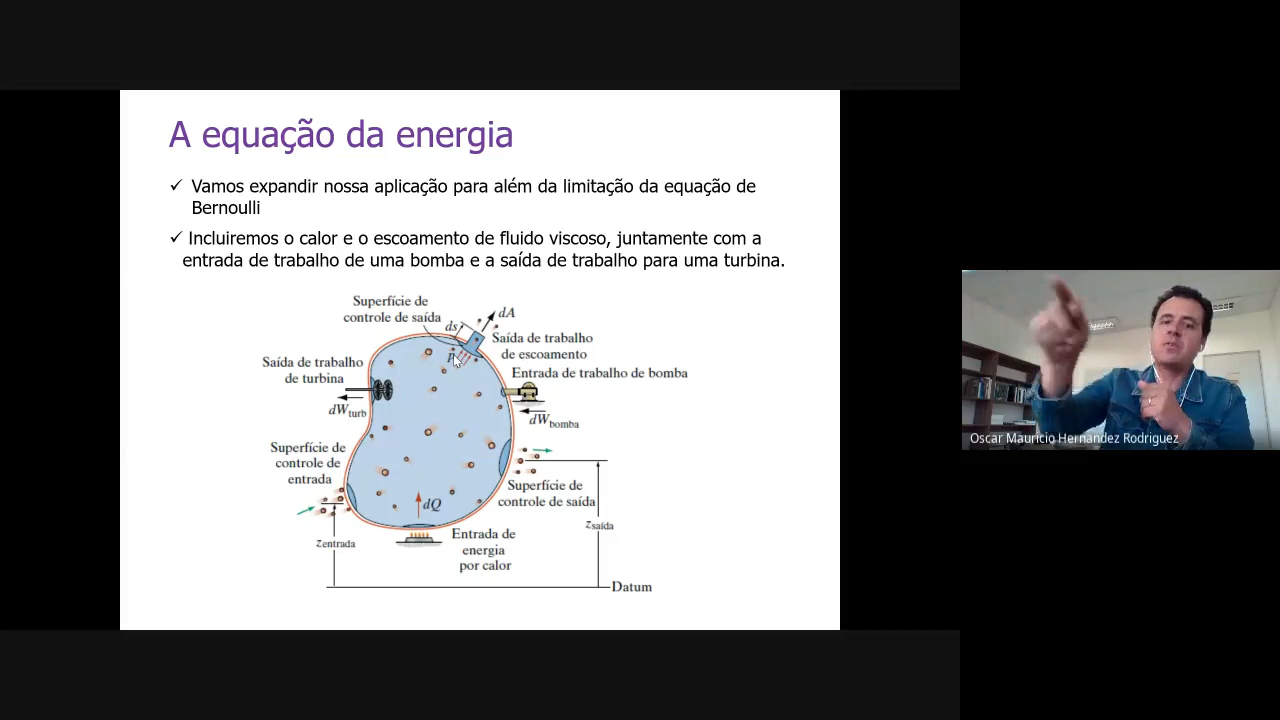 A equação da energia
✓ Vamos expandir nossa aplicação para além da limitação da equação de
Bernoulli
✓ Incluiremos o calor e o escoamento de fluido viscoso, juntamente com a
entrada de trabalho de uma bomba e a saída de trabalho para uma turbina.
Superfície de
controle de saída
ds
dA
Saída de trabalho
de escoamento
p
Saída de trabalho
de turbina
Entrada de trabalho de bomba
dWturb
dWbomba
Superfície de
controle de
entrada
Superfície de
controle de saída
dQ
zsaída
zentrada
Entrada de
energia
por calor
Datum
Oscar Mauricio Hernandez Rodriguez